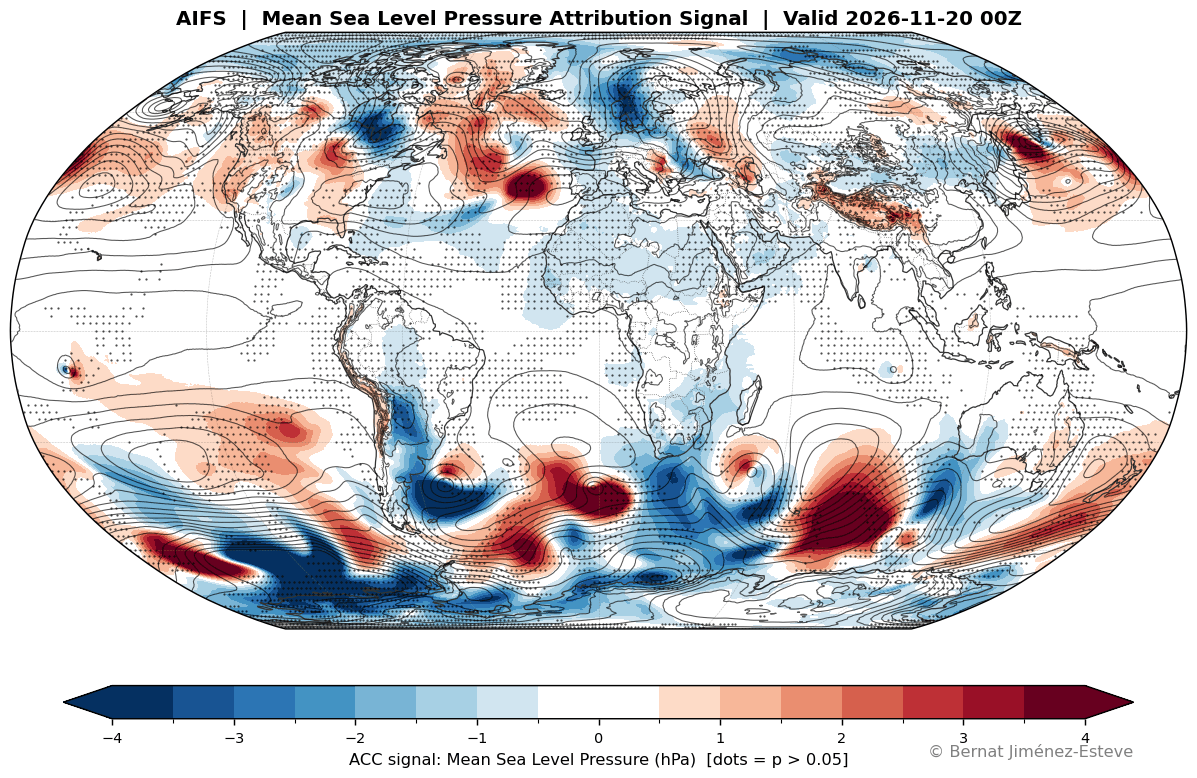 AIFS | Mean Sea Level Pressure Attribution Signal | Valid 2026-11-20 00Z
−4 −3 −2 −1 0 1 2 3 4
ACC signal: Mean Sea Level Pressure (hPa) [dots = p > 0.05]
© Bernat Jiménez-Esteve